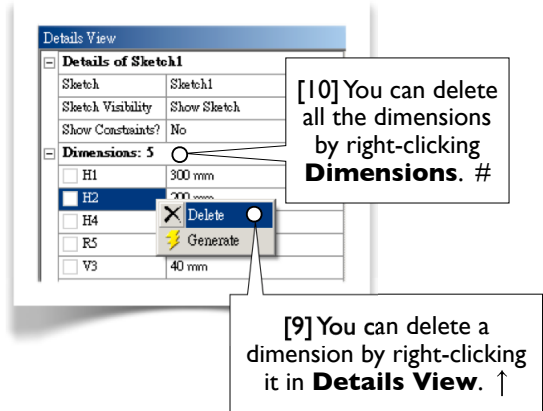 Details View
Details of Sketch1
Sketch Sketch1
Sketch Visibility Show Sketch
Show Constraints? No
Dimensions: 5
H1 300 mm
H2 200 mm
H4
R5
V3 40 mm
Delete
Generate
[10] You can delete
all the dimensions
by right-clicking
Dimensions. #
[9] You can delete a
dimension by right-clicking
it in Details View. ↑